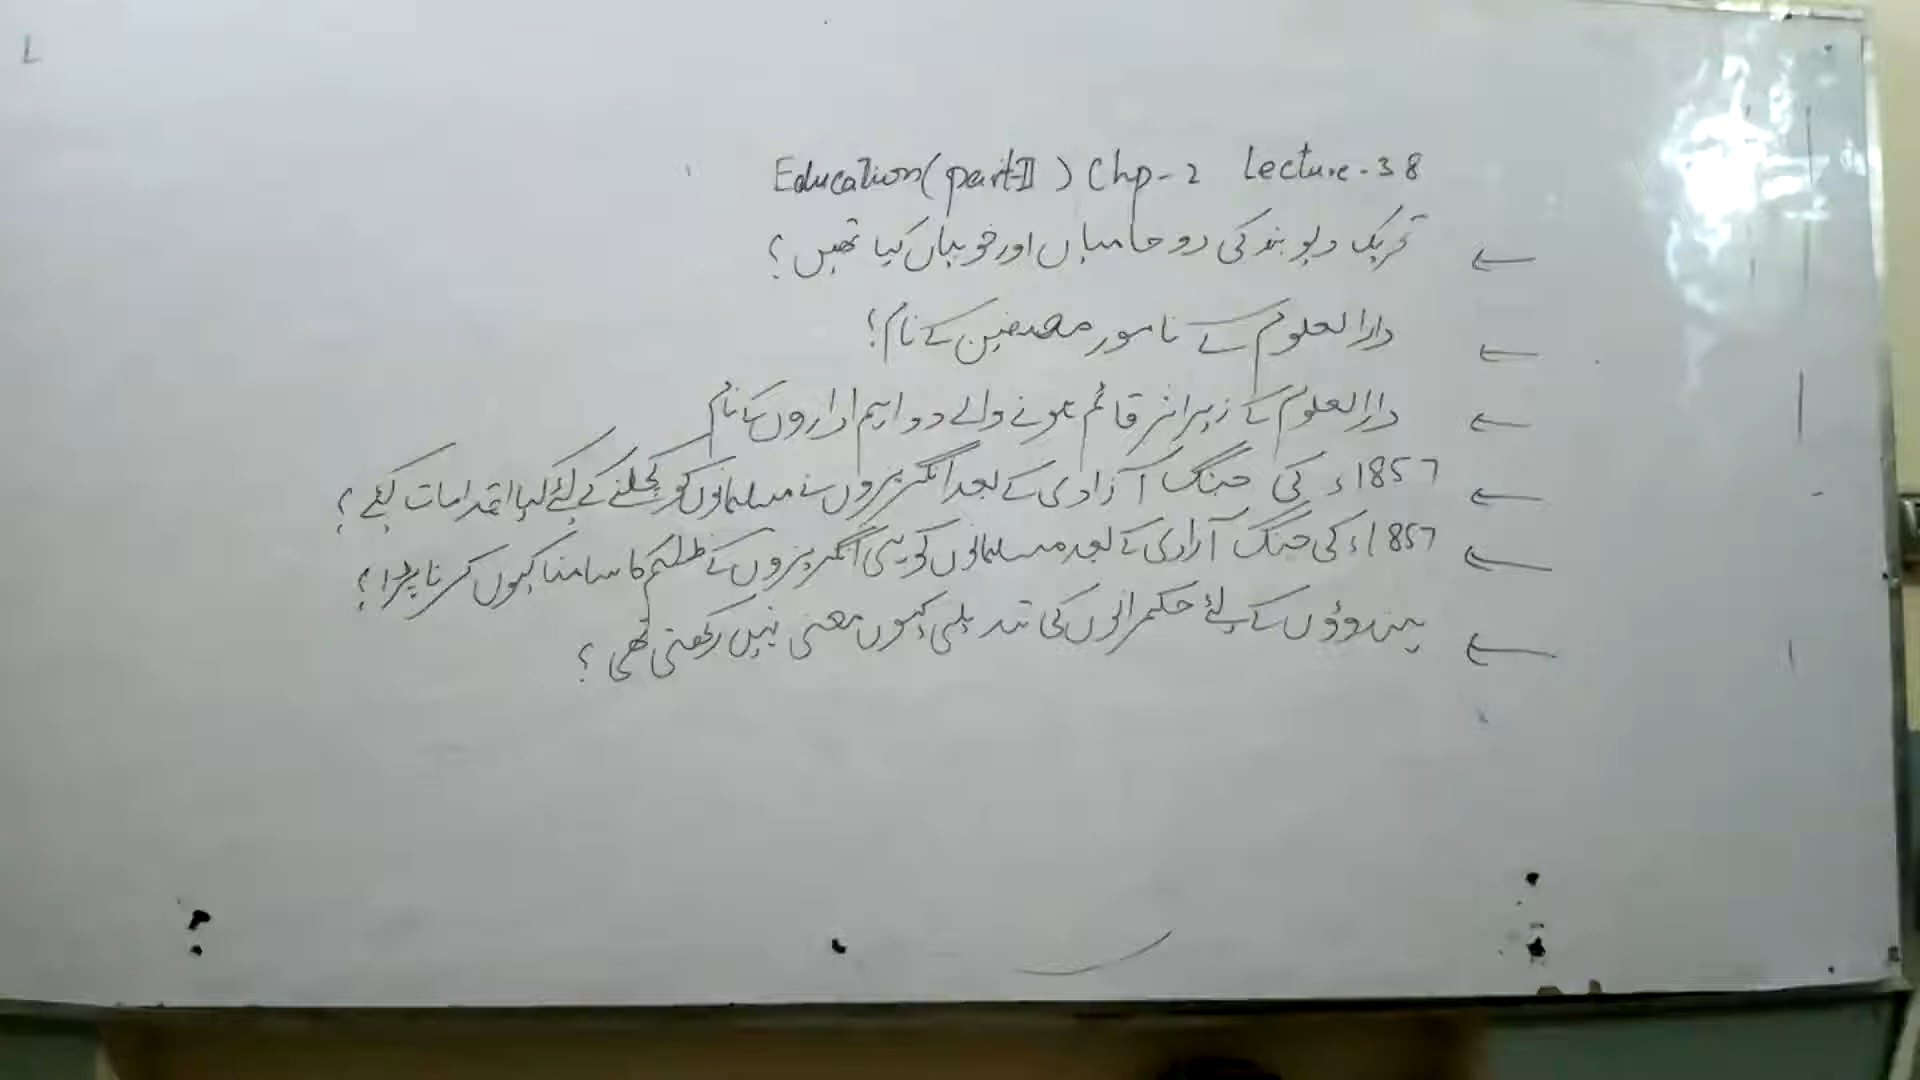 Education (part-II) Chp-2 Lecture-38
تحریک دیو بند کی دو خامیاں اور خوبیاں کیا تھیں ؟
دارالعلوم کے نامور مصنفین کے نام ؟
دارالعلوم کے زیر اثر قائم ہونے والے دو اہم اداروں کے نام
1857ء کی جنگ آزادی کے بعد انگریزوں نے مسلمانوں کو کچلنے کے لئے کیا اقدامات کیے ؟
1857ء کی جنگ آزادی کے بعد مسلمانوں کو ہی انگریزوں کے ظلم کا سامنا کیوں کرنا پڑا ؟
ہندوؤں کے لئے حکمرانوں کی تبدیلی کیوں معنی نہیں رکھتی تھی ؟